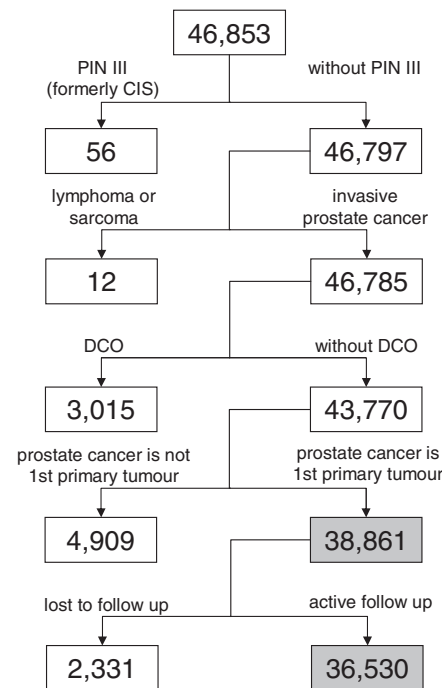 46,853
PIN III
(formerly CIS)
without PIN III
56
46,797
lymphoma or
sarcoma
invasive
prostate cancer
12
46,785
DCO
without DCO
3,015
43,770
prostate cancer is not
1st primary tumour
prostate cancer is
1st primary tumour
4,909
38,861
lost to follow up
active follow up
2,331
36,530